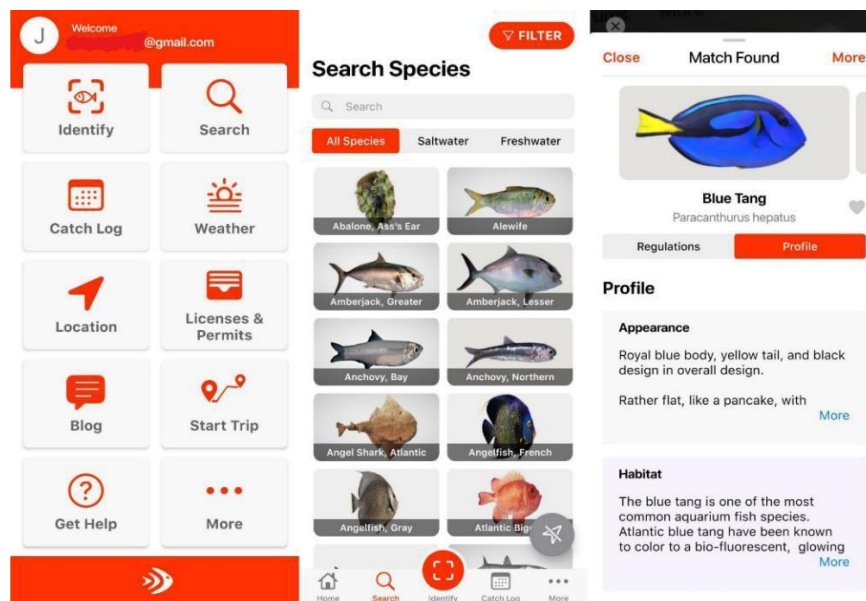 J
Welcome
@gmail.com
Identify
Search
Catch Log
Weather
Location
Licenses &
Permits
Blog
Start Trip
Get Help
More
FILTER
Search Species
Search
All Species
Saltwater
Freshwater
Abalone, Ass's Ear
Alewife
Amberjack, Greater
Amberjack, Lesser
Anchovy, Bay
Anchovy, Northern
Angel Shark, Atlantic
Angelfish, French
Angelfish, Gray
Atlantic Big
Home
Search
Identify
Catch Log
More
Close
Match Found
More
Blue Tang
Paracanthurus hepatus
Regulations
Profile
Profile
Appearance
Royal blue body, yellow tail, and black
design in overall design.
Rather flat, like a pancake, with
More
Habitat
The blue tang is one of the most
common aquarium fish species.
Atlantic blue tang have been known
to color to a bio-fluorescent, glowing
More